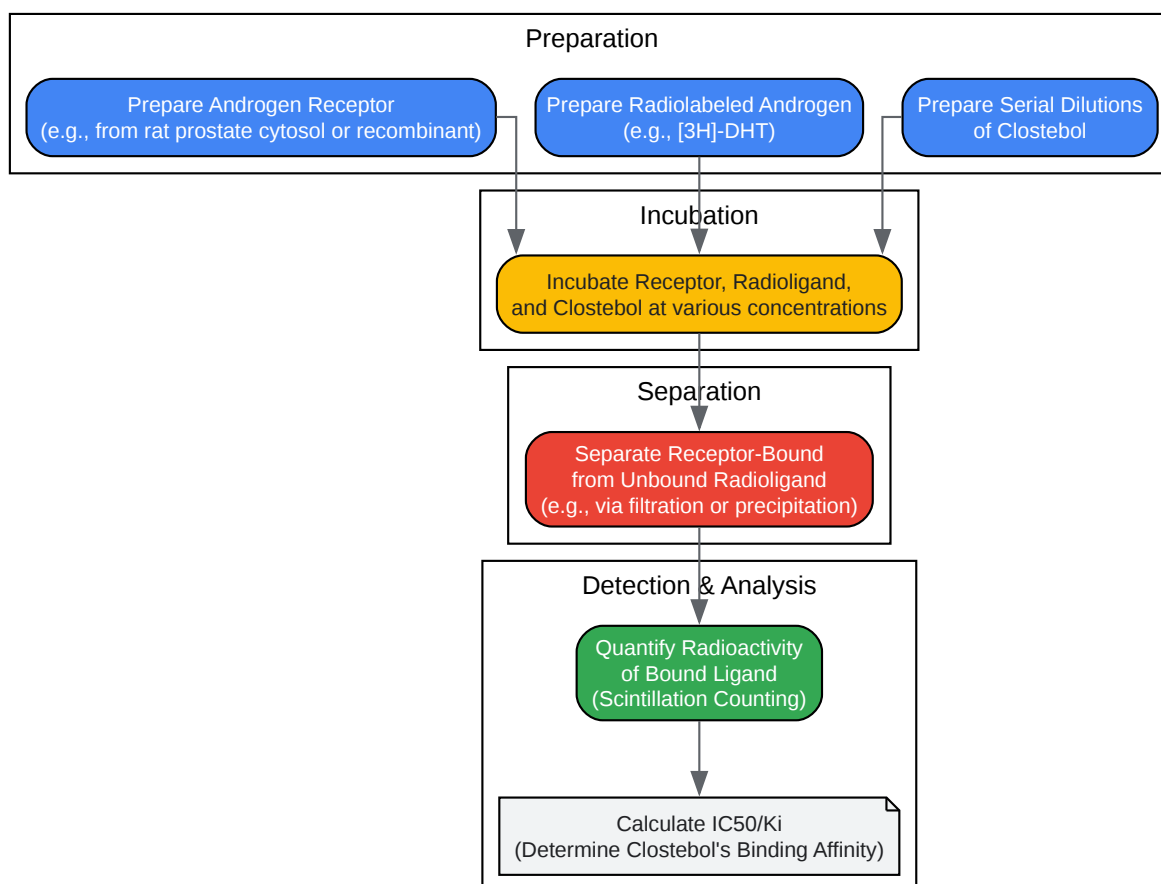 Preparation
Prepare Androgen Receptor
(e.g., from rat prostate cytosol or recombinant)
Prepare Radiolabeled Androgen
(e.g., [3H]-DHT)
Prepare Serial Dilutions
of Clostebol
Incubation
Incubate Receptor, Radioligand,
and Clostebol at various concentrations
Separation
Separate Receptor-Bound
from Unbound Radioligand
(e.g., via filtration or precipitation)
Detection & Analysis
Quantify Radioactivity
of Bound Ligand
(Scintillation Counting)
Calculate IC50/Ki
(Determine Clostebol's Binding Affinity)